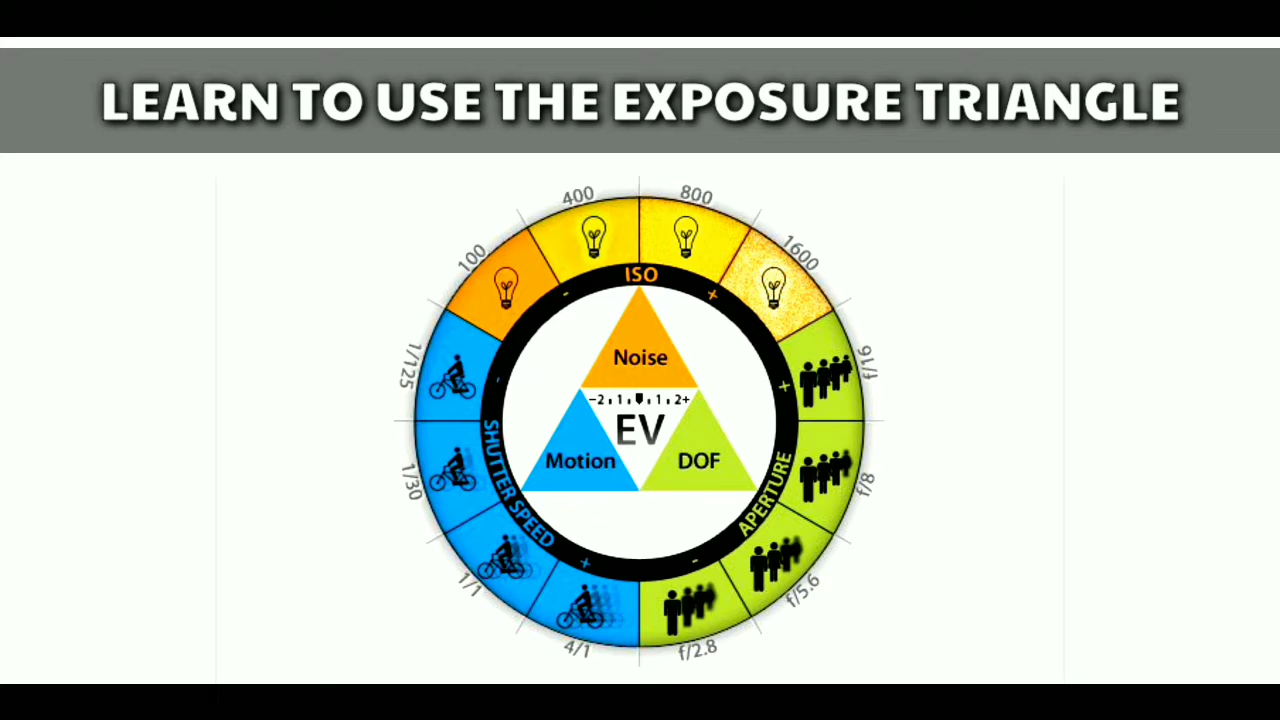 LEARN TO USE THE EXPOSURE TRIANGLE
400
800
100
1600
ISO
-
+
1/125
f/16
-
+
Noise
-2 1 1 2+
EV
Motion
DOF
1/30
f/8
SHUTTER SPEED
APERTURE
+
-
1/1
f/5.6
4/1
f/2.8